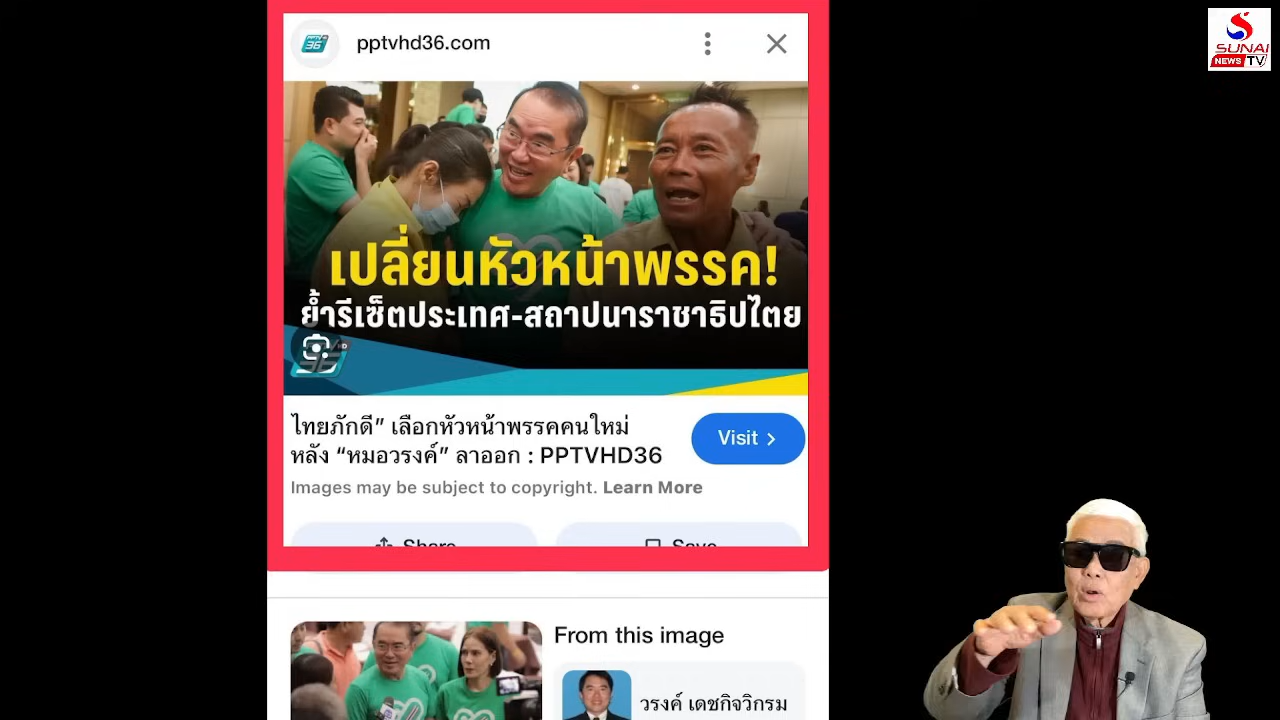 pptvhd36.com
เปลี่ยนหัวหน้าพรรค!
ย้ำรีเซ็ตประเทศ-สถาปนาราชาธิปไตย
ไทยภักดี” เลือกหัวหน้าพรรคคนใหม่
หลัง “หมอวรงค์” ลาออก : PPTVHD36
Visit
Images may be subject to copyright. Learn More
Share
Save
From this image
วรงค์ เดชกิจวิกรม
SUNAI
NEWS TV